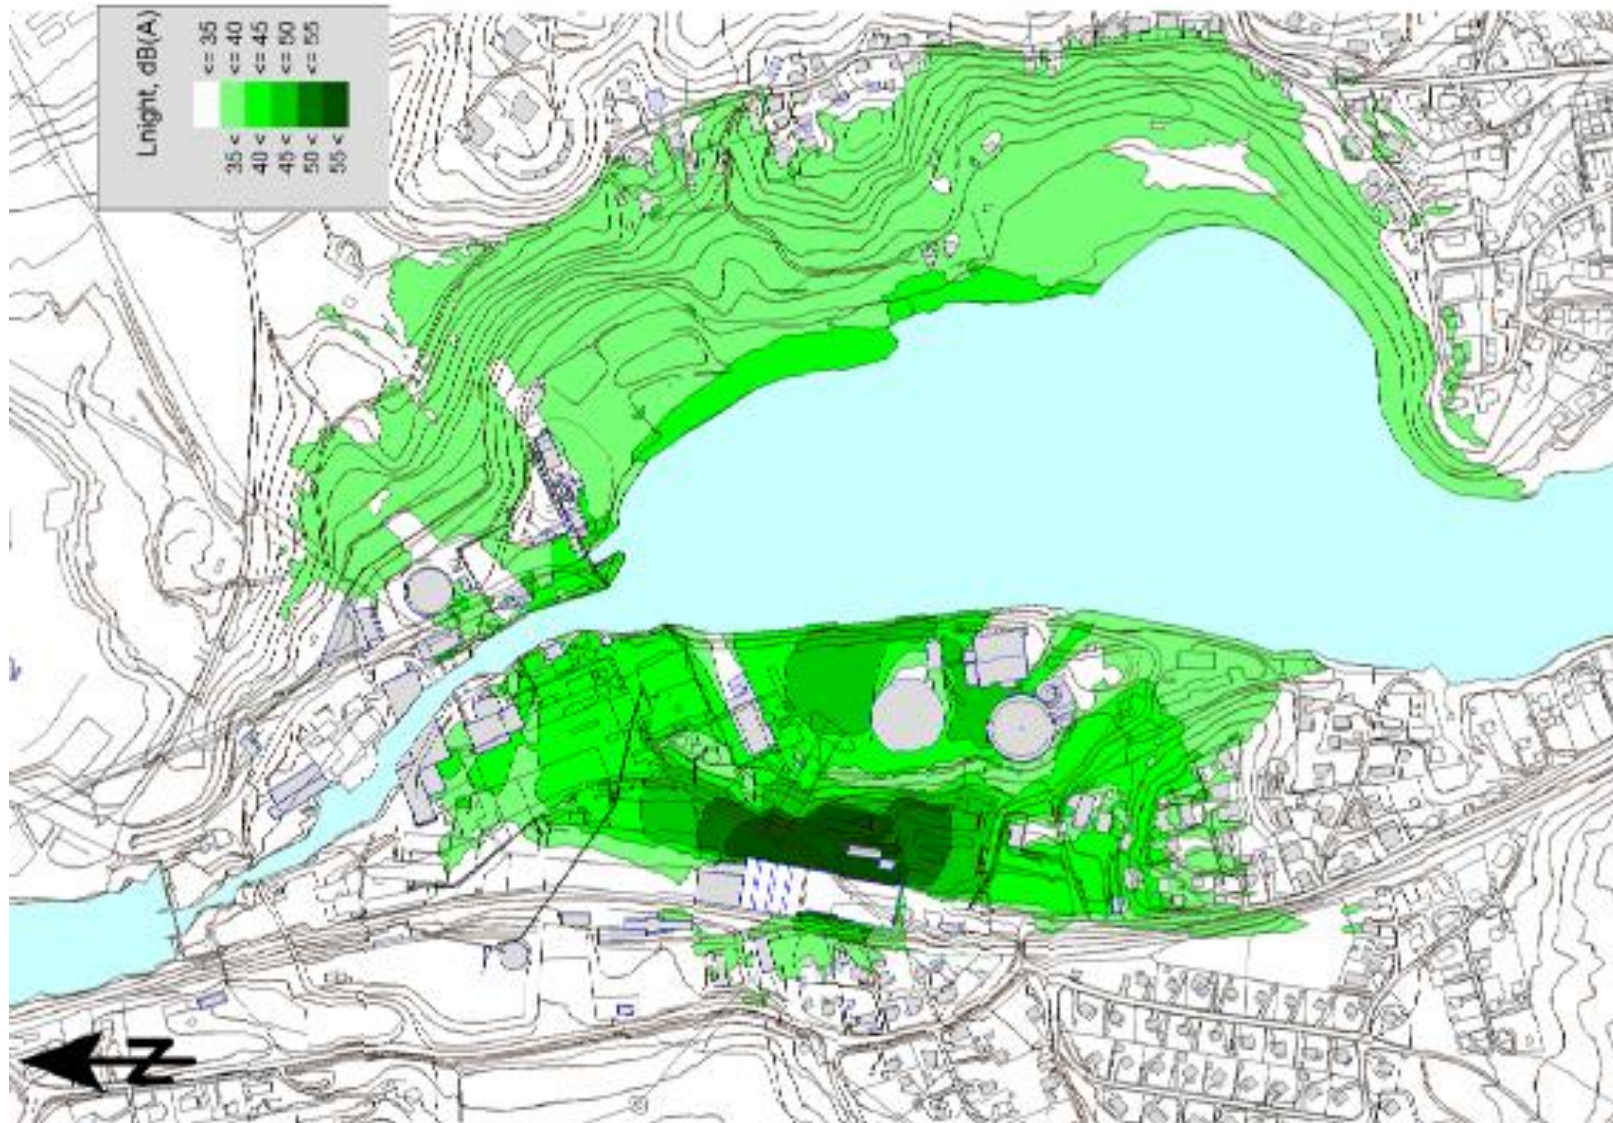 Lnight, dB(A)
<= 35
35 < <= 40
40 < <= 45
45 < <= 50
50 < <= 55
55 <
N